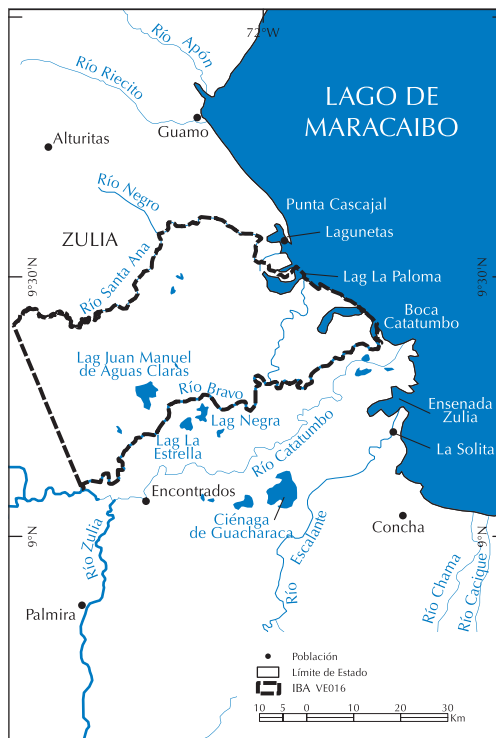 72°W
Río Apón
Río Riecito
LAGO DE
MARACAIBO
Guamo
Alturitas
Río Negro
Punta Cascajal
Lagunetas
ZULIA
Río Santa Ana
9°30'N
9°30'N
Lag La Paloma
Boca
Catatumbo
Lag Juan Manuel
de Aguas Claras
Río Bravo
Ensenada
Zulia
Lag Negra
Lag La
Estrella
Río Catatumbo
La Solita
Encontrados
Ciénaga
de Guacharaca
Concha
9°N
9°N
Río Zulia
Río Escalante
Río Chama
Río Cacique
Palmira
Población
Límite de Estado
IBA VE016
10 5 0 10 20 30
Km